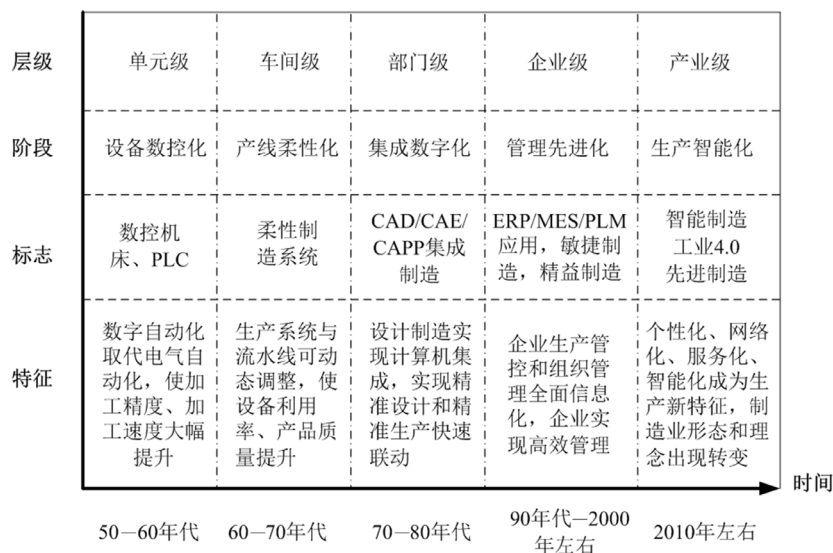 层级
单元级
车间级
部门级
企业级
产业级
阶段
设备数控化
产线柔性化
集成数字化
管理先进化
生产智能化
标志
数控机
床、PLC
柔性制
造系统
CAD/CAE/
CAPP集成
制造
ERP/MES/PLM
应用，敏捷制
造，精益制造
智能制造
工业4.0
先进制造
特征
数字自动化
取代电气自
动化，使加
工精度、加
工速度大幅
提升
生产系统与
流水线可动
态调整，使
设备利用
率、产品质
量提升
设计制造实
现计算机集
成，实现精
准设计和精
准生产快速
联动
企业生产管
控和组织管
理全面信息
化，企业实
现高效管理
个性化、网络
化、服务化、
智能化成为生
产新特征，制
造业形态和理
念出现转变
时间
50—60年代
60—70年代
70—80年代
90年代—2000
年左右
2010年左右